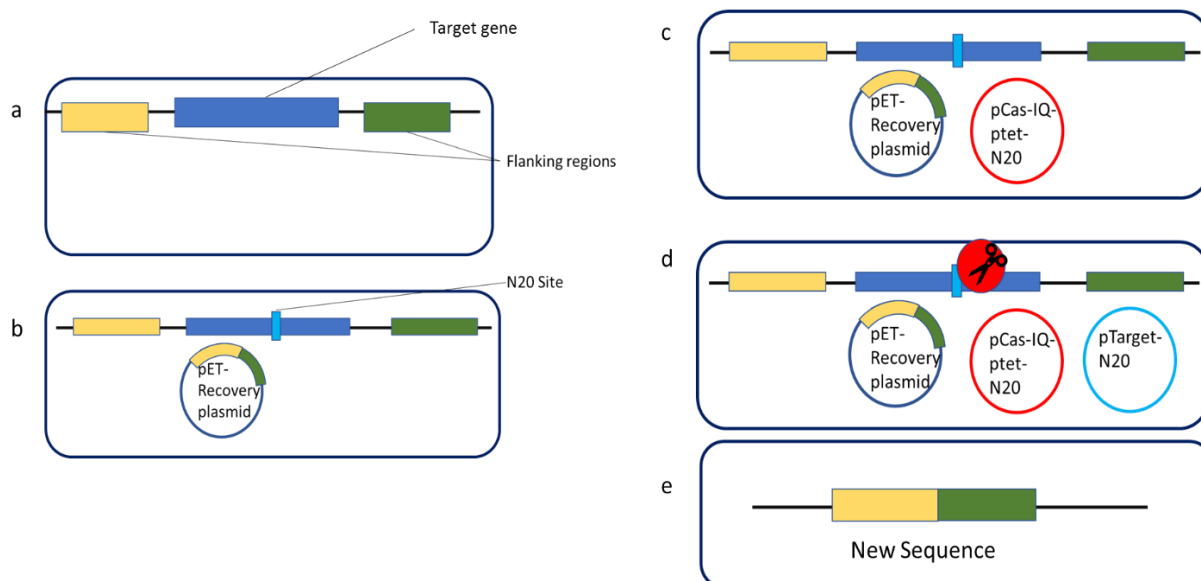 Target gene
a
Flanking regions
N20 Site
b
pET-
Recovery
plasmid
c
pET-
Recovery
plasmid
pCas-IQ-
ptet-
N20
d
pET-
Recovery
plasmid
pCas-IQ-
ptet-
N20
pTarget-
N20
e
New Sequence